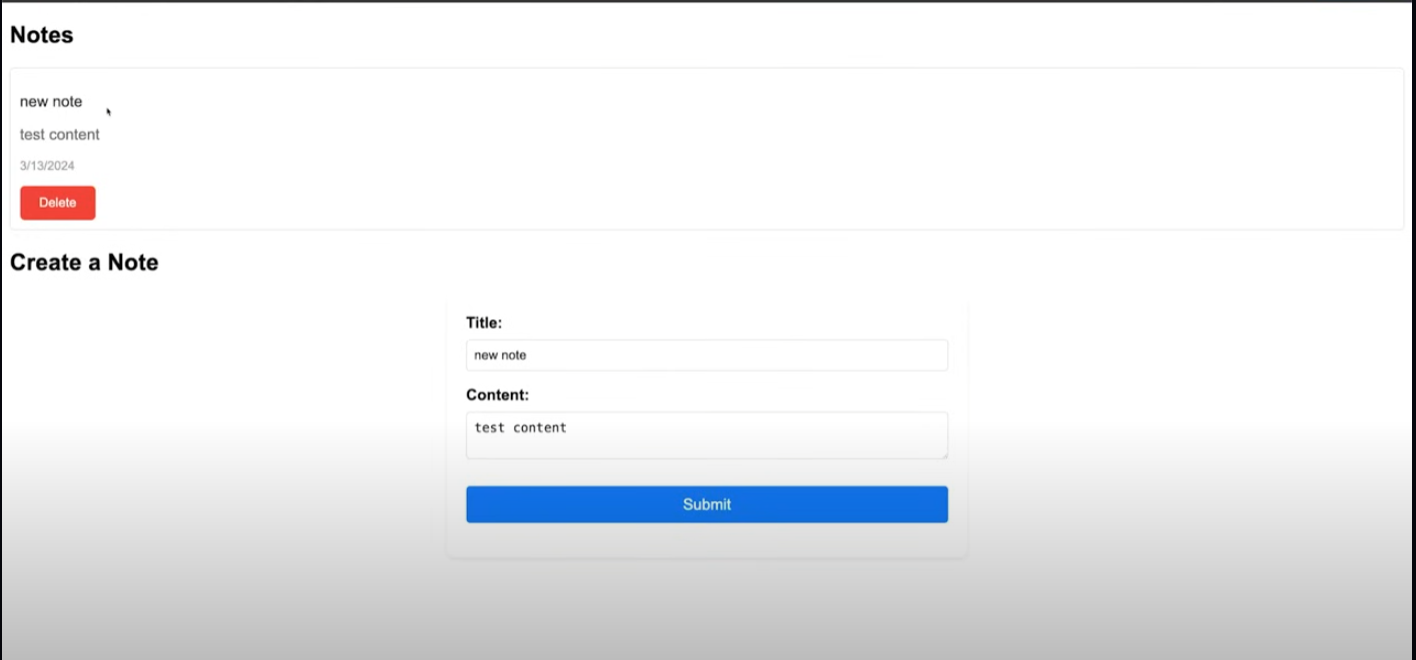 Notes
new note
test content
3/13/2024
Delete
Create a Note
Title:
new note
Content:
test content
Submit